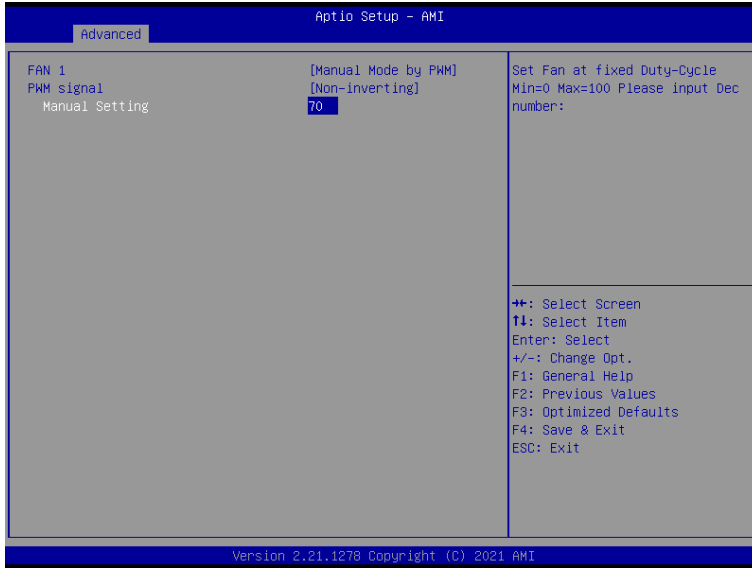 Aptio Setup – AMI
Advanced
FAN 1 [Manual Mode by PWM]
PWM signal [Non-inverting]
Manual Setting 70
Set Fan at fixed Duty-Cycle
Min=0 Max=100 Please input Dec
number:
→←: Select Screen
↑↓: Select Item
Enter: Select
+/-: Change Opt.
F1: General Help
F2: Previous Values
F3: Optimized Defaults
F4: Save & Exit
ESC: Exit
Version 2.21.1278 Copyright (C) 2021 AMI